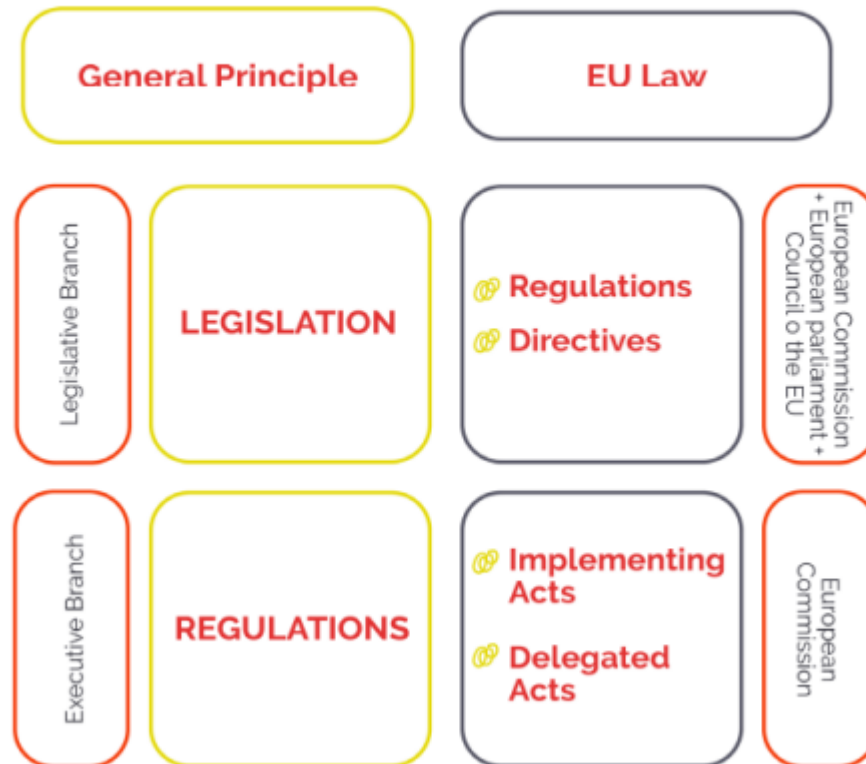 General Principle
EU Law
Legislative Branch
LEGISLATION
Regulations
Directives
European Commission
+ European parliament +
Council o the EU
Executive Branch
REGULATIONS
Implementing
Acts
Delegated
Acts
European
Commission